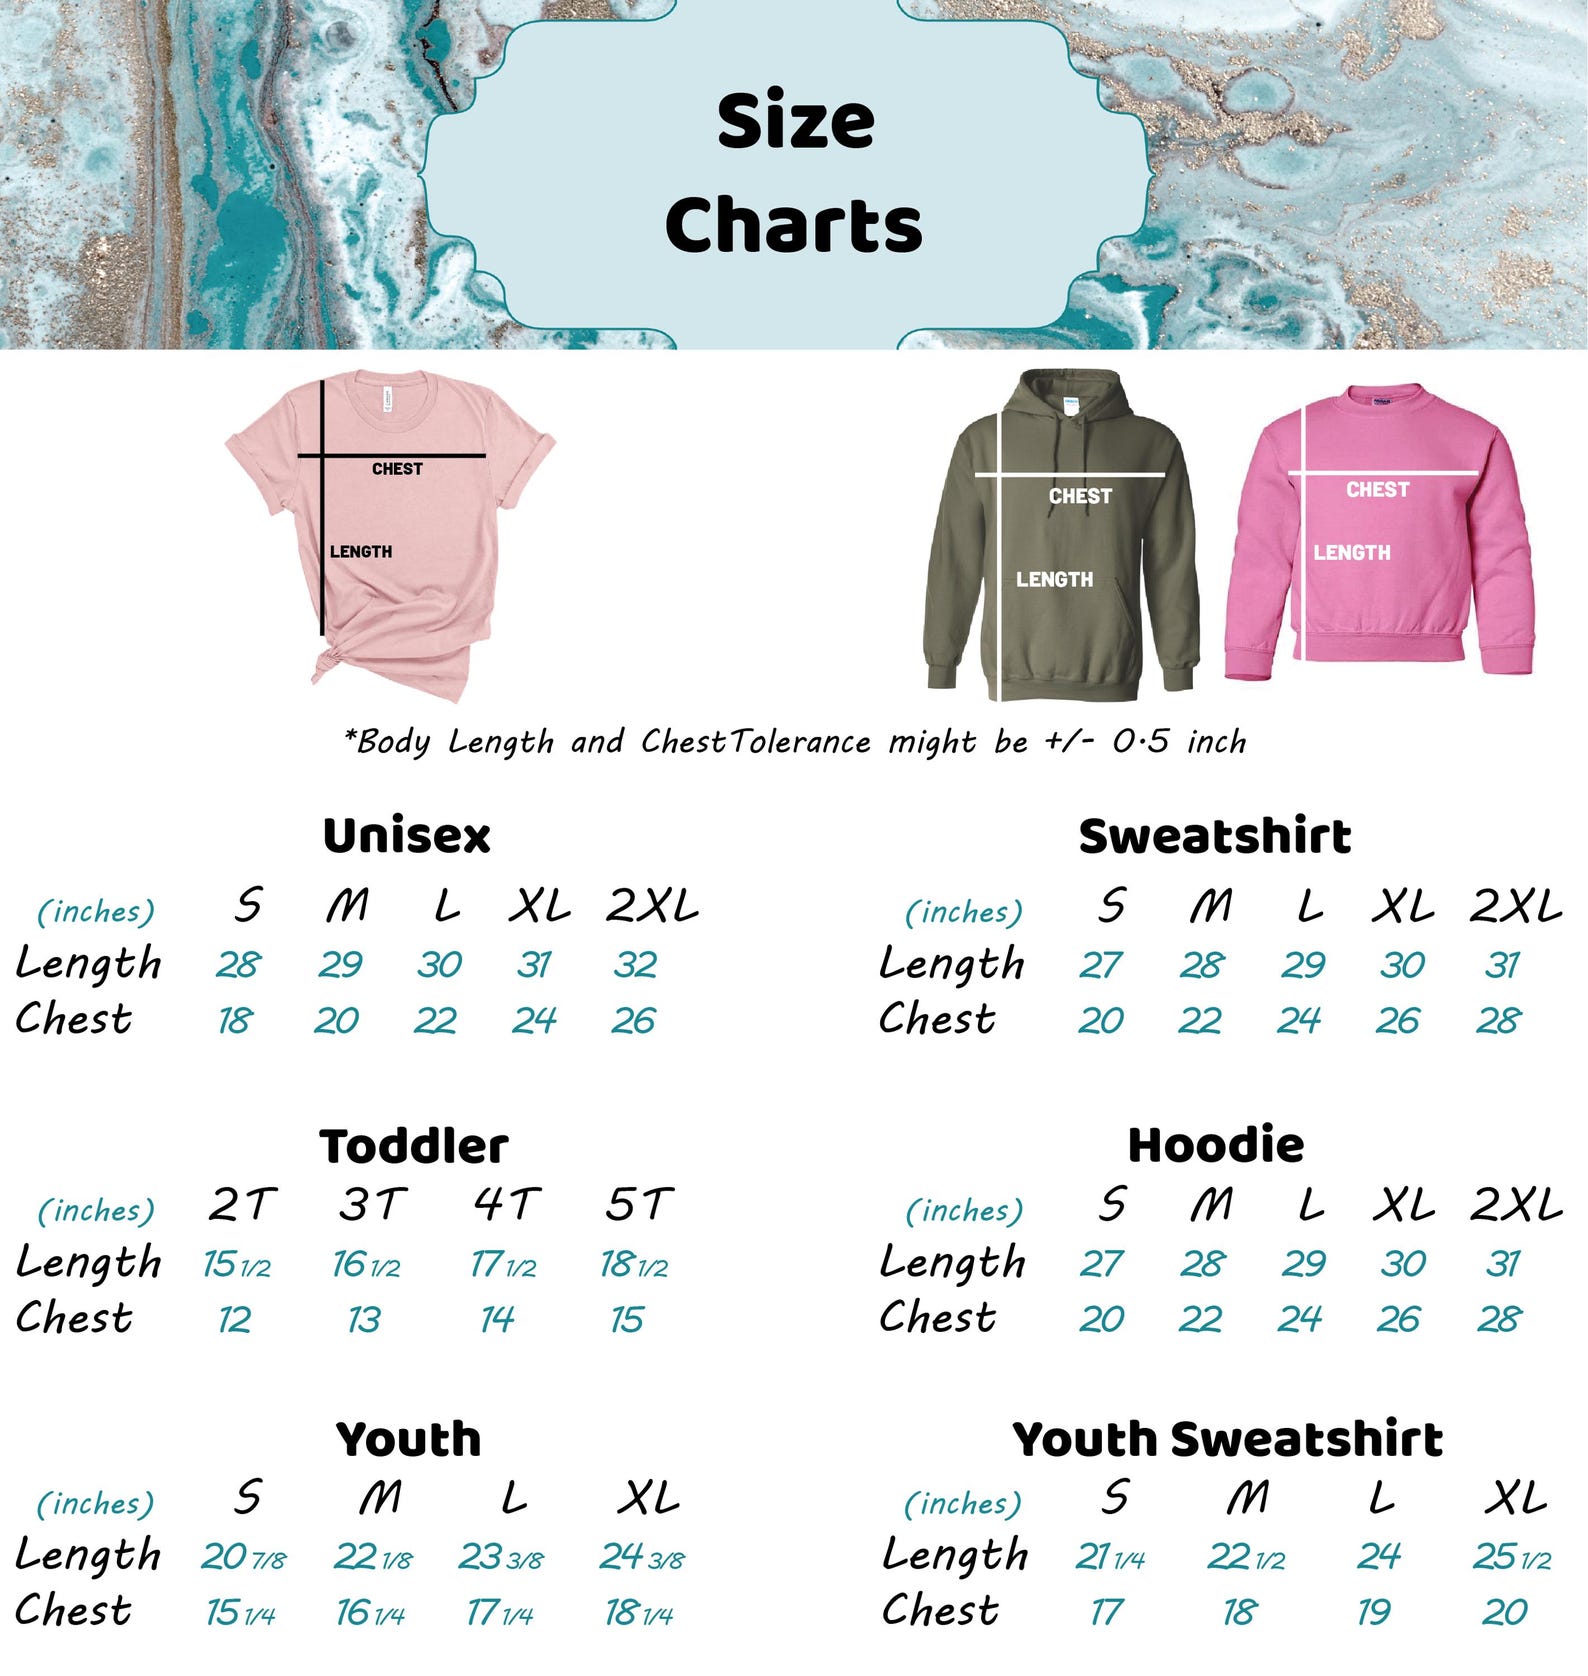 Size
Charts
CHEST
LENGTH
CHEST
LENGTH
CHEST
LENGTH
*Body Length and ChestTolerance might be +/- 0.5 inch
Unisex
(inches) S M L XL 2XL
Length 28 29 30 31 32
Chest 18 20 22 24 26
Sweatshirt
(inches) S M L XL 2XL
Length 27 28 29 30 31
Chest 20 22 24 26 28
Toddler
(inches) 2T 3T 4T 5T
Length 15 1/2 16 1/2 17 1/2 18 1/2
Chest 12 13 14 15
Hoodie
(inches) S M L XL 2XL
Length 27 28 29 30 31
Chest 20 22 24 26 28
Youth
(inches) S M L XL
Length 20 7/8 22 1/8 23 3/8 24 3/8
Chest 15 1/4 16 1/4 17 1/4 18 1/4
Youth Sweatshirt
(inches) S M L XL
Length 21 1/4 22 1/2 24 25 1/2
Chest 17 18 19 20